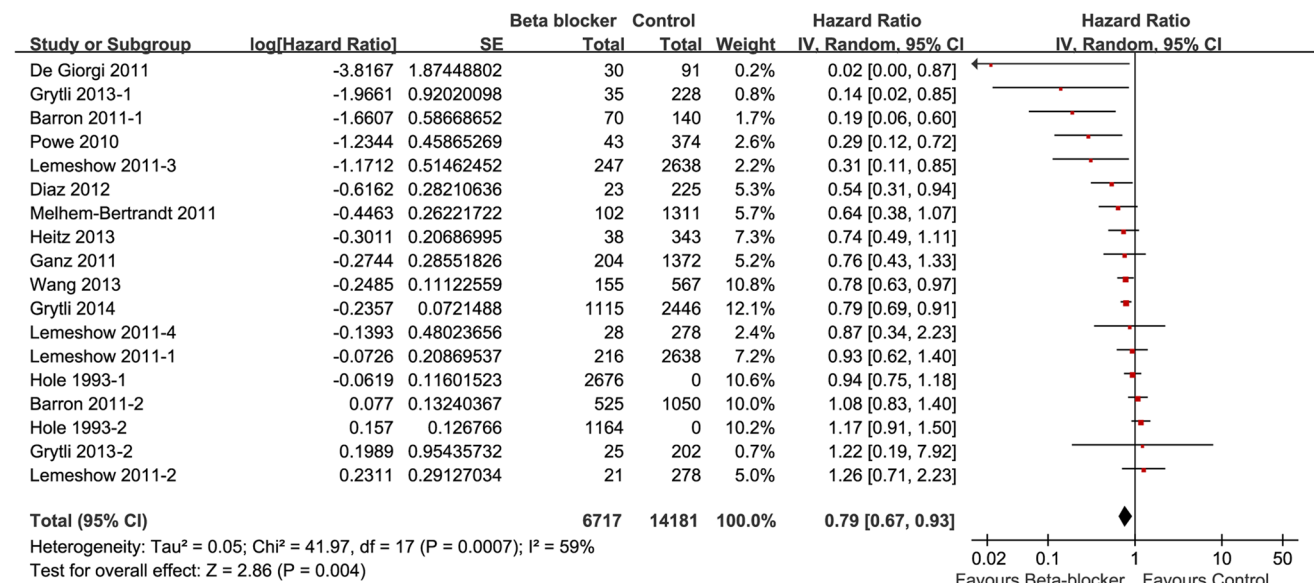 Beta blocker Control Hazard Ratio Hazard Ratio
Study or Subgroup log[Hazard Ratio] SE Total Total Weight IV, Random, 95% CI IV, Random, 95% CI
De Giorgi 2011 -3.8167 1.87448802 30 91 0.2% 0.02 [0.00, 0.87]
Grytli 2013-1 -1.9661 0.92020098 35 228 0.8% 0.14 [0.02, 0.85]
Barron 2011-1 -1.6607 0.58668652 70 140 1.7% 0.19 [0.06, 0.60]
Powe 2010 -1.2344 0.45865269 43 374 2.6% 0.29 [0.12, 0.72]
Lemeshow 2011-3 -1.1712 0.51462452 247 2638 2.2% 0.31 [0.11, 0.85]
Diaz 2012 -0.6162 0.28210636 23 225 5.3% 0.54 [0.31, 0.94]
Melhem-Bertrandt 2011 -0.4463 0.26221722 102 1311 5.7% 0.64 [0.38, 1.07]
Heitz 2013 -0.3011 0.20686995 38 343 7.3% 0.74 [0.49, 1.11]
Ganz 2011 -0.2744 0.28551826 204 1372 5.2% 0.76 [0.43, 1.33]
Wang 2013 -0.2485 0.11122559 155 567 10.8% 0.78 [0.63, 0.97]
Grytli 2014 -0.2357 0.0721488 1115 2446 12.1% 0.79 [0.69, 0.91]
Lemeshow 2011-4 -0.1393 0.48023656 28 278 2.4% 0.87 [0.34, 2.23]
Lemeshow 2011-1 -0.0726 0.20869537 216 2638 7.2% 0.93 [0.62, 1.40]
Hole 1993-1 -0.0619 0.11601523 2676 0 10.6% 0.94 [0.75, 1.18]
Barron 2011-2 0.077 0.13240367 525 1050 10.0% 1.08 [0.83, 1.40]
Hole 1993-2 0.157 0.126766 1164 0 10.2% 1.17 [0.91, 1.50]
Grytli 2013-2 0.1989 0.95435732 25 202 0.7% 1.22 [0.19, 7.92]
Lemeshow 2011-2 0.2311 0.29127034 21 278 5.0% 1.26 [0.71, 2.23]
Total (95% CI) 6717 14181 100.0% 0.79 [0.67, 0.93]
Heterogeneity: Tau² = 0.05; Chi² = 41.97, df = 17 (P = 0.0007); I² = 59%
Test for overall effect: Z = 2.86 (P = 0.004)
0.02 0.1 1 10 50
Favours Beta-blocker Favours Control